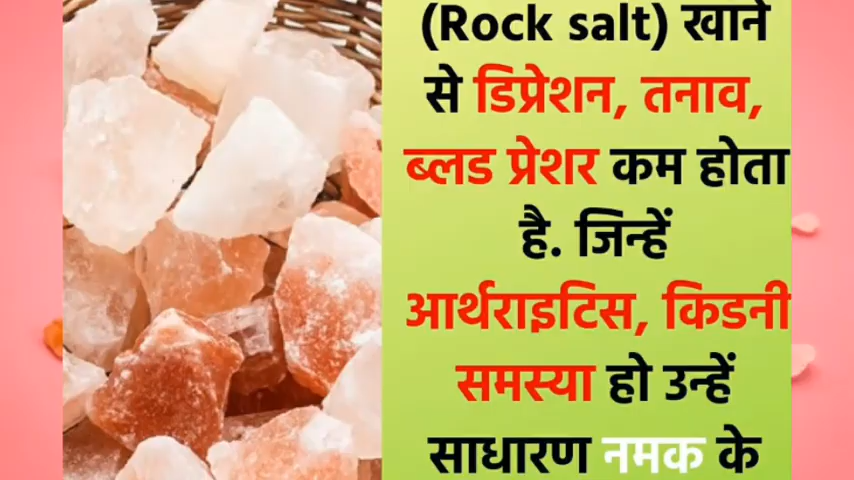 (Rock salt) खाने
से डिप्रेशन, तनाव,
ब्लड प्रेशर कम होता
है. जिन्हें
आर्थराइटिस, किडनी
समस्या हो उन्हें
साधारण नमक के